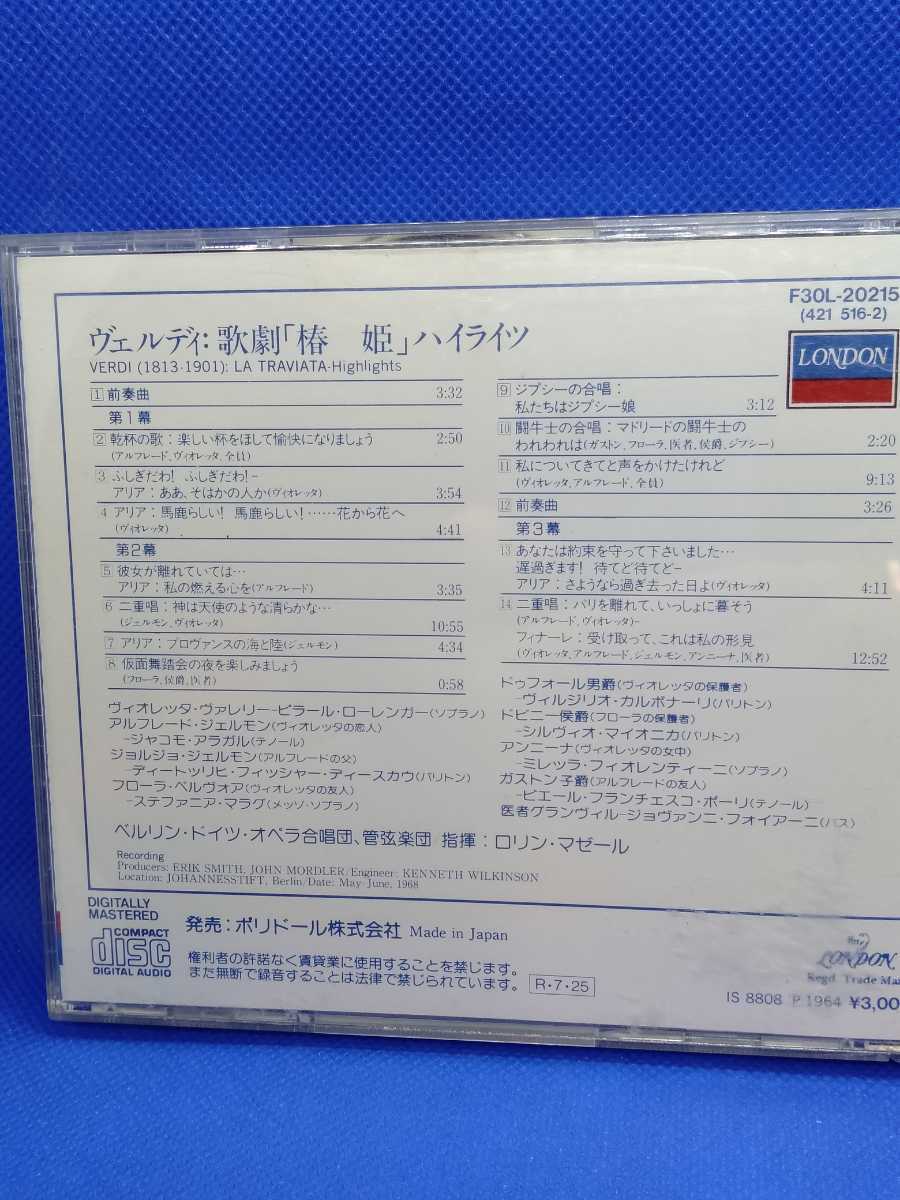 F30L-20215
(421 516-2)
LONDON
ヴェルディ：歌劇「椿　姫」ハイライツ
VERDI (1813-1901): LA TRAVIATA-Highlights
1 前奏曲 3:32
第1幕
2 乾杯の歌：楽しい杯をほして愉快になりましょう 2:50
(アルフレード、ヴィオレッタ、全員)
3 ふしぎだわ！ ふしぎだわ！–
アリア：ああ、そはかの人か(ヴィオレッタ) 3:54
4 アリア：馬鹿らしい！ 馬鹿らしい！……花から花へ
(ヴィオレッタ) 4:41
第2幕
5 彼女が離れていては…
アリア：私の燃える心を(アルフレード) 3:35
6 二重唱：神は天使のような清らかな…
(ジェルモン、ヴィオレッタ) 10:55
7 アリア：プロヴァンスの海と陸(ジェルモン) 4:34
8 仮面舞踏会の夜を楽しみましょう
(フローラ、侯爵、医者) 0:58
9 ジプシーの合唱：
私たちはジプシー娘 3:12
10 闘牛士の合唱：マドリードの闘牛士の
われわれは(ガストン、フローラ、医者、侯爵、ジプシー) 2:20
11 私についてきてと声をかけたけれど
(ヴィオレッタ、アルフレード、全員) 9:13
12 前奏曲 3:26
第3幕
13 あなたは約束を守って下さいました…
遅過ぎます！ 待てど待てど–
アリア：さようなら過ぎ去った日よ(ヴィオレッタ) 4:11
14 二重唱：パリを離れて、いっしょに暮そう
(アルフレード、ヴィオレッタ)–
フィナーレ：受け取って、これは私の形見
(ヴィオレッタ、アルフレード、ジェルモン、アンニーナ、医者) 12:52
ヴィオレッタ・ヴァレリー–ピラール・ローレンガー(ソプラノ)
アルフレード・ジェルモン(ヴィオレッタの恋人)
–ジャコモ・アラガル(テノール)
ジョルジョ・ジェルモン(アルフレードの父)
–ディートリヒ・フィッシャー・ディースカウ(バリトン)
フローラ・ベルヴォア(ヴィオレッタの友人)
–ステファニア・マラグ(メッゾ・ソプラノ)
ドゥフォール男爵(ヴィオレッタの保護者)
–ヴィルジリオ・カルボナーリ(バリトン)
ドビニー侯爵(フローラの保護者)
–シルヴィオ・マイオニカ(バリトン)
アンニーナ(ヴィオレッタの女中)
–ミレッラ・フィオレンティーニ(ソプラノ)
ガストン子爵(アルフレードの友人)
–ピエール・フランチェスコ・ポーリ(テノール)
医者グランヴィル–ジョヴァンニ・フォイアーニ(バス)
ベルリン・ドイツ・オペラ合唱団、管弦楽団 指揮：ロリン・マゼール
Recording
Producers: ERIK SMITH, JOHN MORDLER/Engineer: KENNETH WILKINSON
Location: JOHANNESSTIFT, Berlin/Date: May-June, 1968
DIGITALLY
MASTERED
COMPACT
disc
DIGITAL AUDIO
発売：ポリドール株式会社 Made in Japan
権利者の許諾なく賃貸業に使用することを禁じます。
また無断で録音することは法律で禁じられています。 R・7・25
LONDON
Regd. Trade
IS 8808 P 1964 ¥3,00